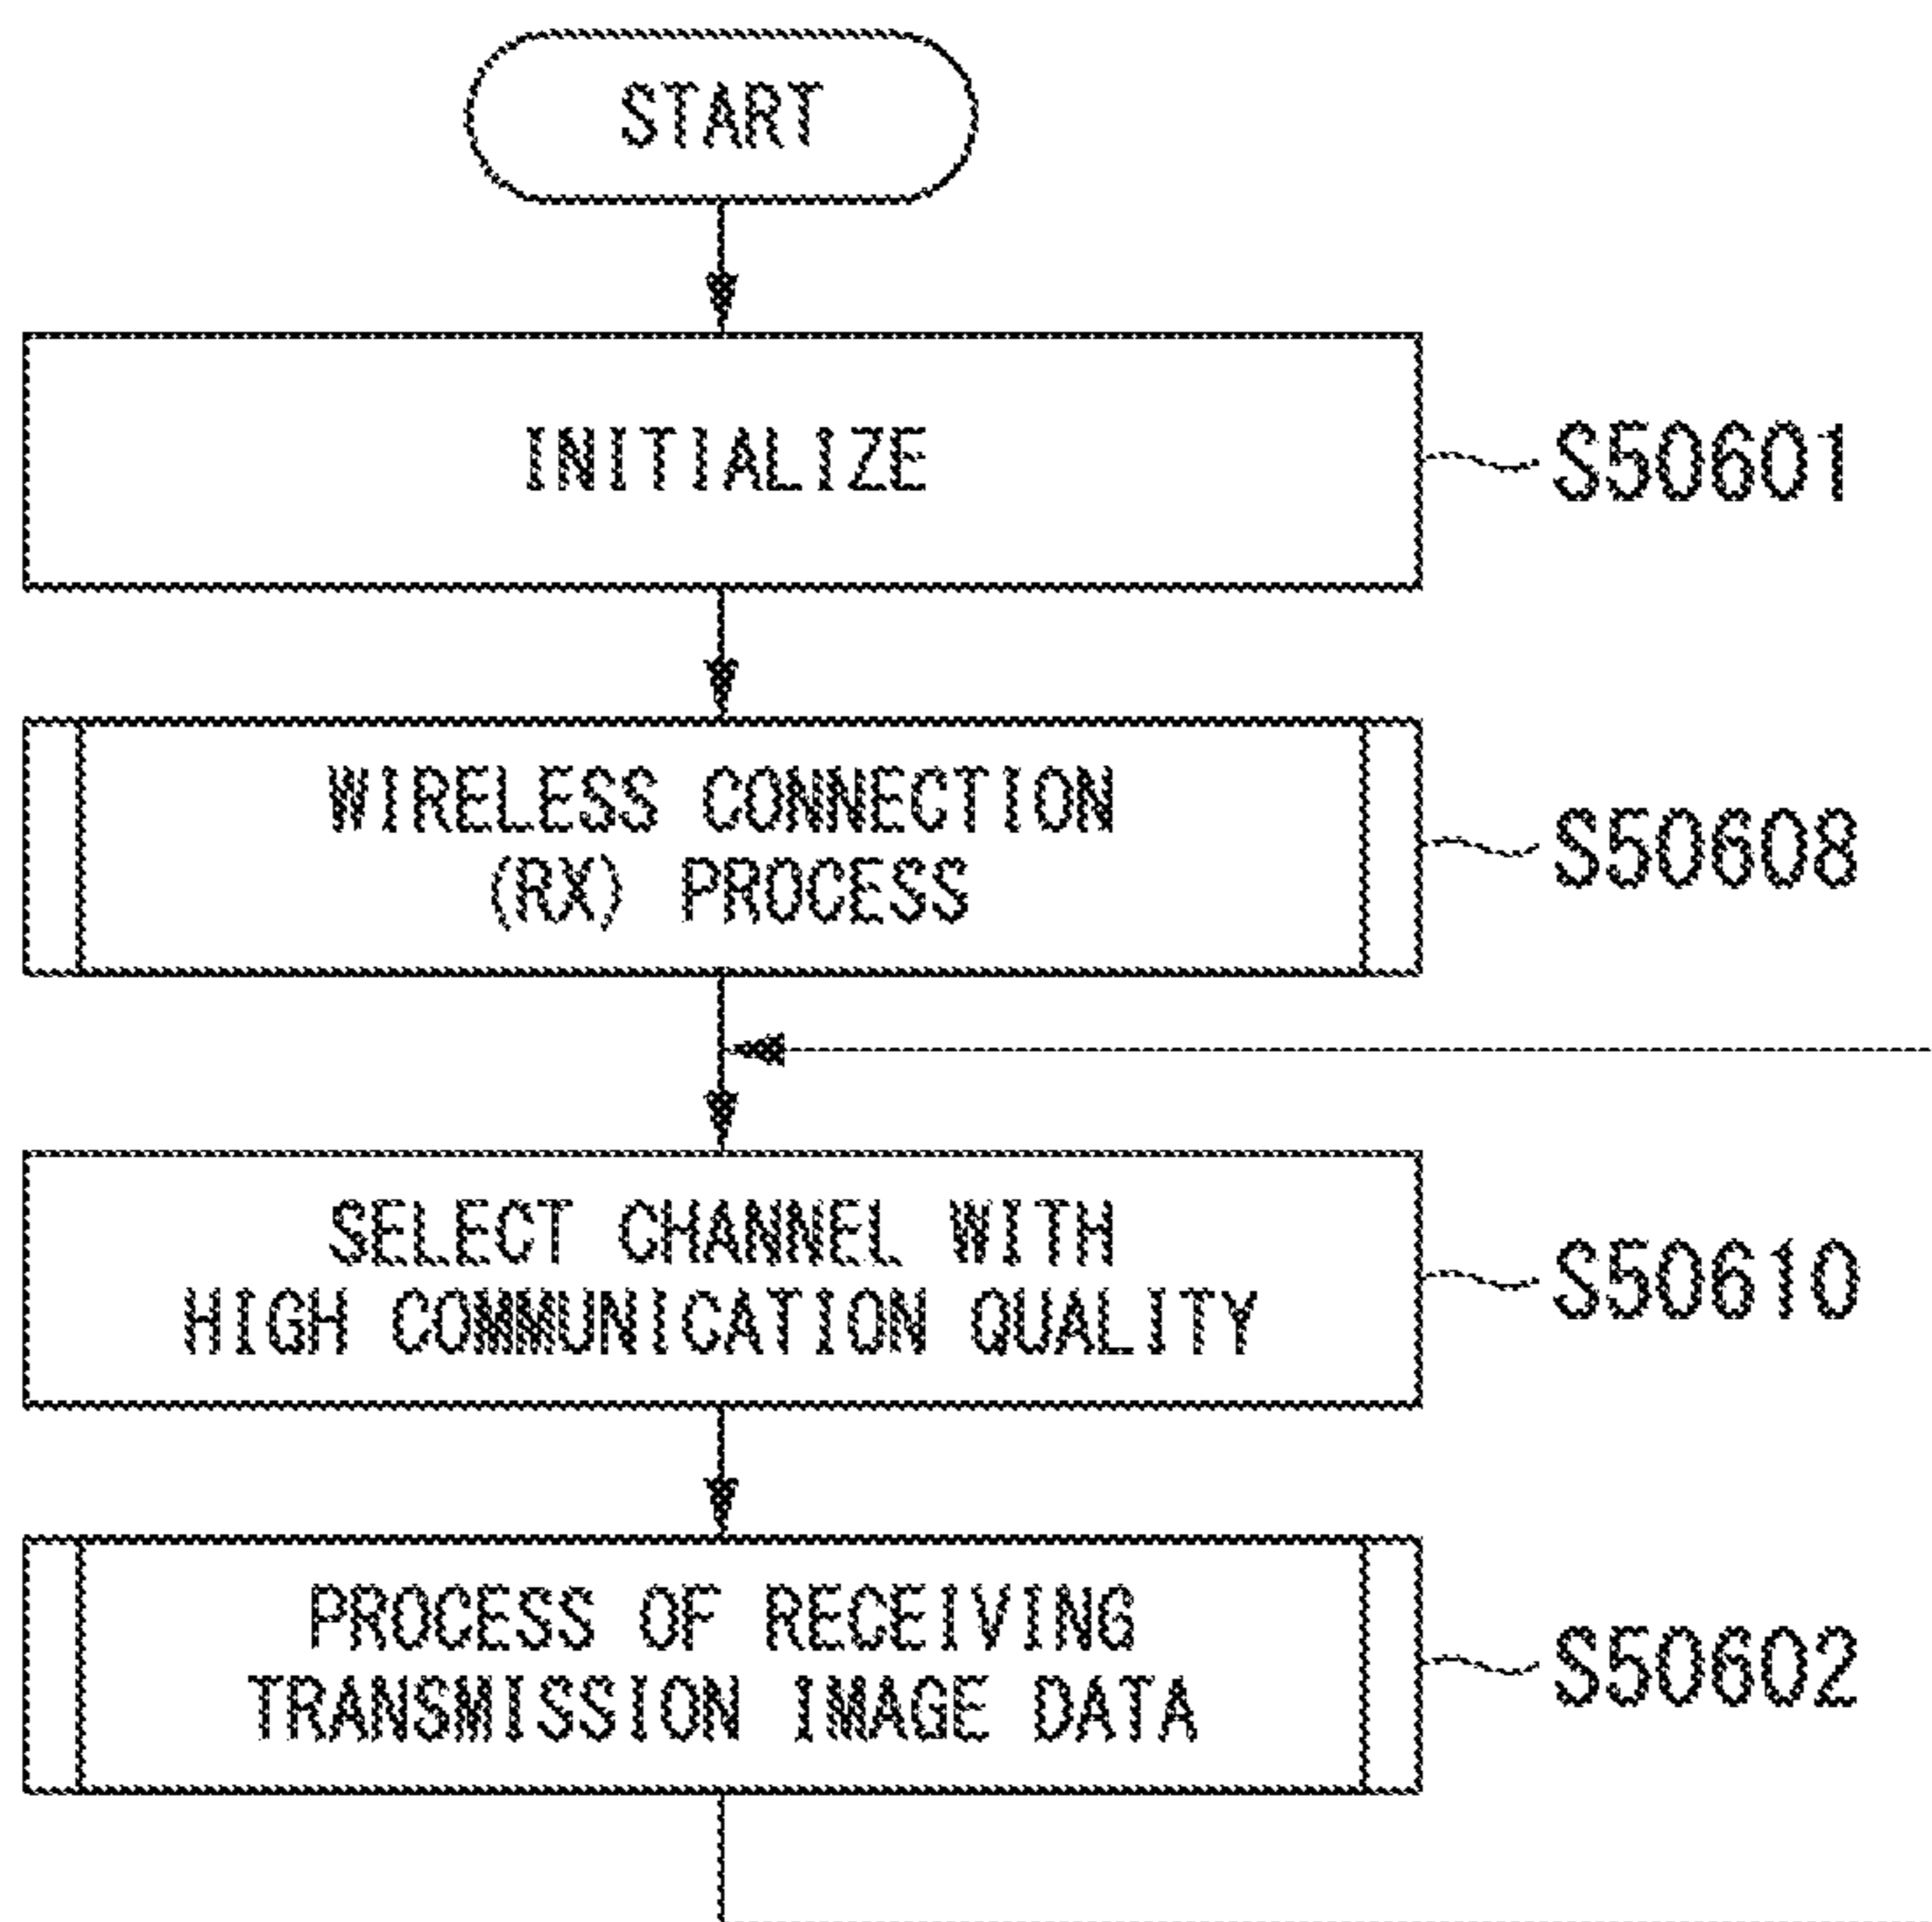 START
INITIALIZE
S50601
WIRELESS CONNECTION
(RX) PROCESS
S50608
SELECT CHANNEL WITH
HIGH COMMUNICATION QUALITY
S50610
PROCESS OF RECEIVING
TRANSMISSION IMAGE DATA
S50602